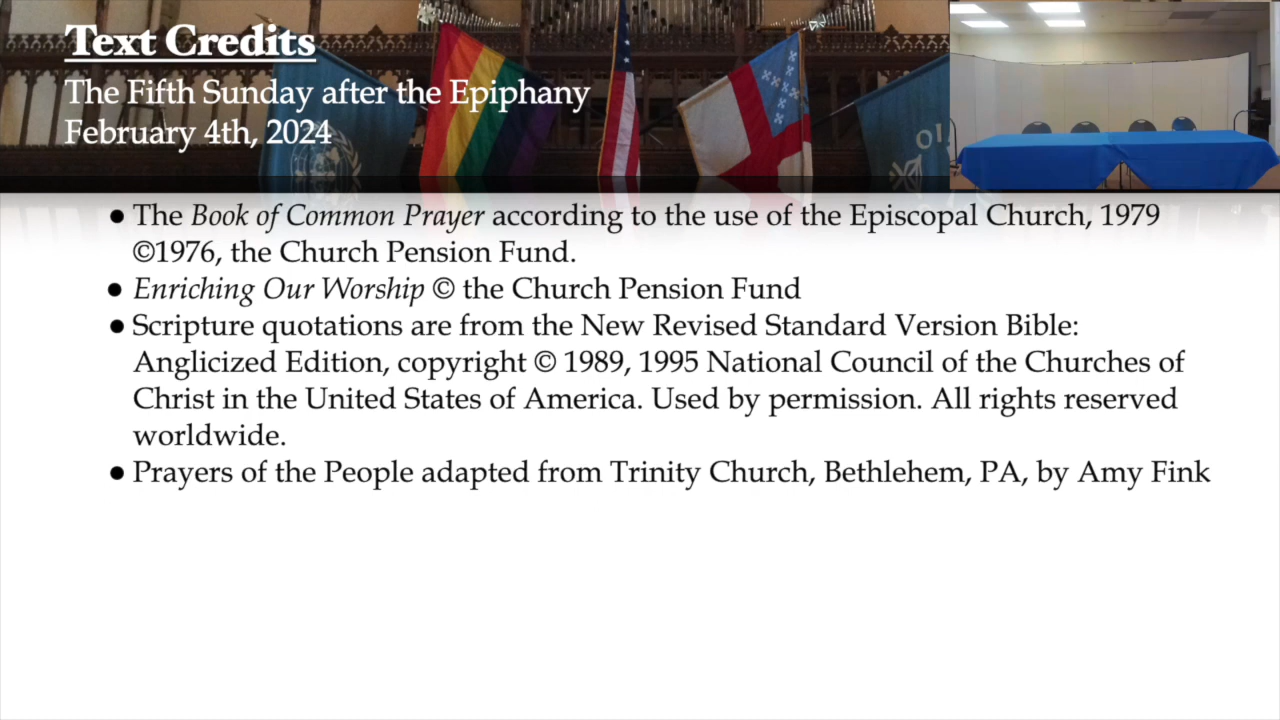 Text Credits
The Fifth Sunday after the Epiphany
February 4th, 2024
● The Book of Common Prayer according to the use of the Episcopal Church, 1979
©1976, the Church Pension Fund.
● Enriching Our Worship © the Church Pension Fund
● Scripture quotations are from the New Revised Standard Version Bible:
Anglicized Edition, copyright © 1989, 1995 National Council of the Churches of
Christ in the United States of America. Used by permission. All rights reserved
worldwide.
● Prayers of the People adapted from Trinity Church, Bethlehem, PA, by Amy Fink